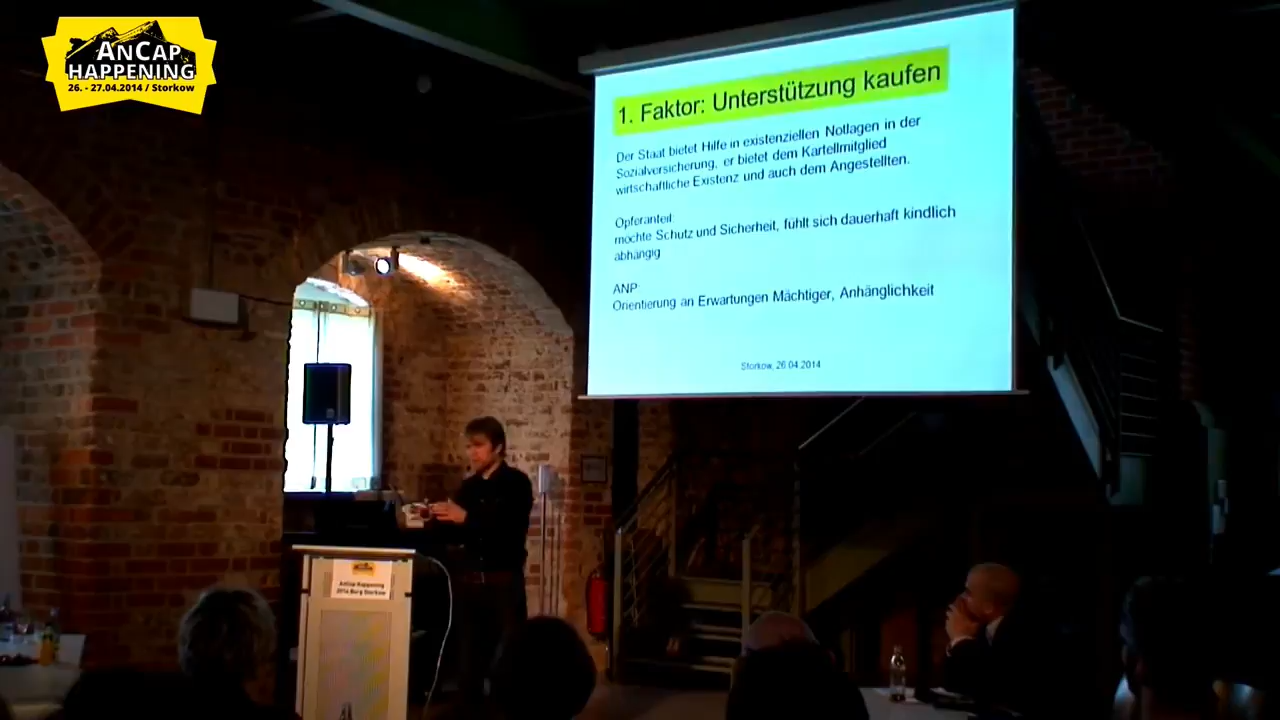 ANCAP
HAPPENING
26. - 27.04.2014 / Storkow
1. Faktor: Unterstützung kaufen
Der Staat bietet Hilfe in existenziellen Notlagen in der
Sozialversicherung, er bietet dem Kartellmitglied
wirtschaftliche Existenz und auch dem Angestellten.
Opferanteil:
möchte Schutz und Sicherheit, fühlt sich dauerhaft kindlich
abhängig
ANP:
Orientierung an Erwartungen Mächtiger, Anhänglichkeit
Storkow, 26.04.2014
AnCap Happening
2014 Burg Storkow